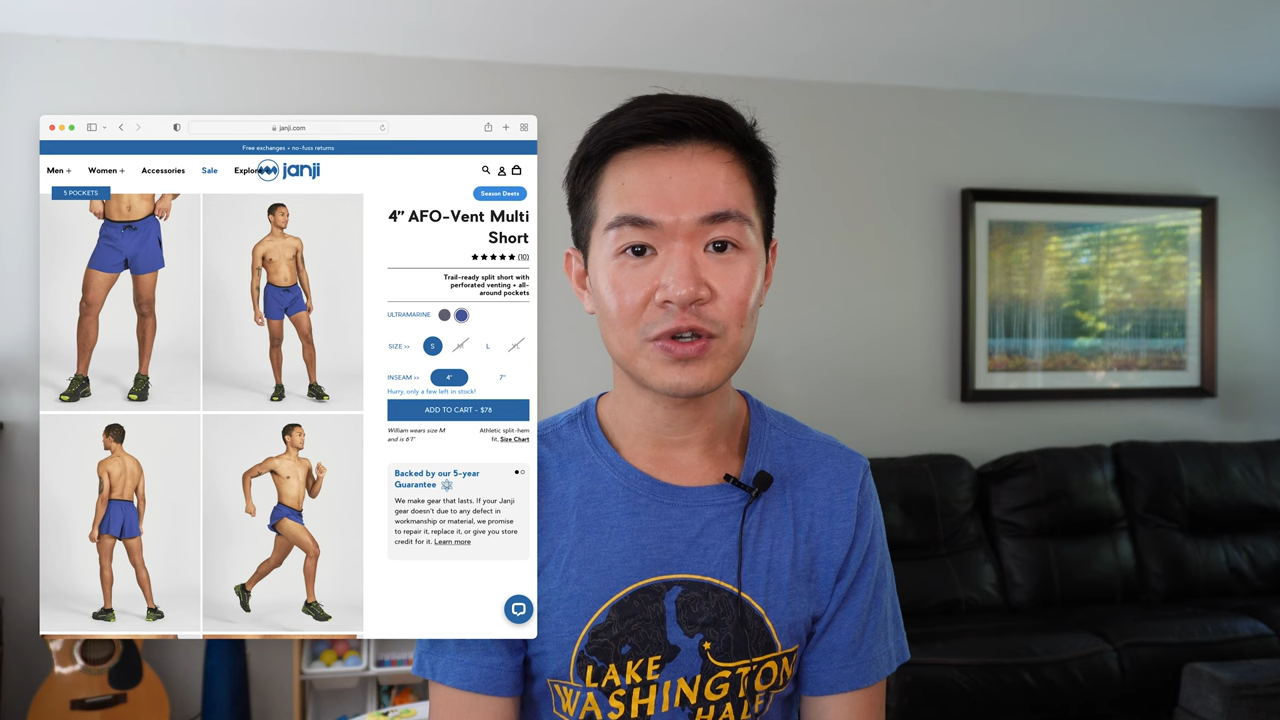 janji.com
Free exchanges + no-fuss returns
Men +
Women +
Accessories
Sale
Explore
janji
5 POCKETS
Season Deets
4” AFO-Vent Multi
Short
(10)
Trail-ready split short with
perforated venting + all-
around pockets
ULTRAMARINE
SIZE >>
S
M
L
XL
INSEAM >>
4"
7"
Hurry, only a few left in stock!
ADD TO CART - $78
William wears size M
and is 6'1"
Athletic split-hem
fit. Size Chart
Backed by our 5-year
Guarantee
We make gear that lasts. If your Janji
gear doesn't due to any defect in
workmanship or material, we promise
to repair it, replace it, or give you store
credit for it. Learn more
LAKE
WASHINGTON
HALF